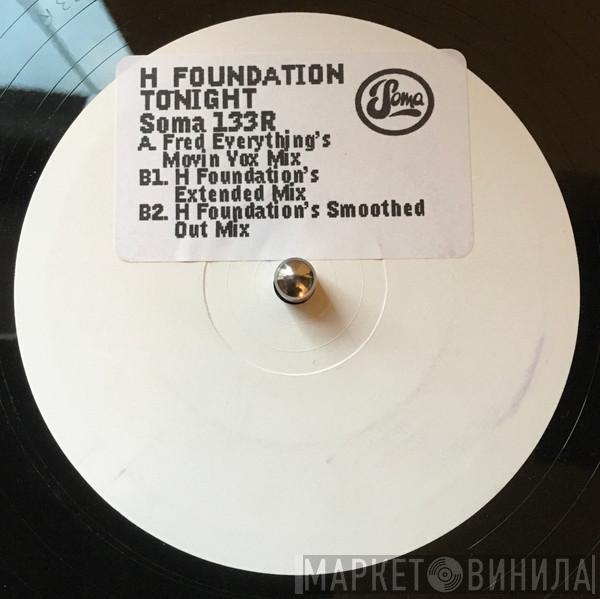 H FOUNDATION
TONIGHT
Soma 133R
A. Fred Everything's
Movin Vox Mix
B1. H Foundation's
Extended Mix
B2. H Foundation's Smoothed
Out Mix
Soma
МАРКЕТ ВИНИЛА